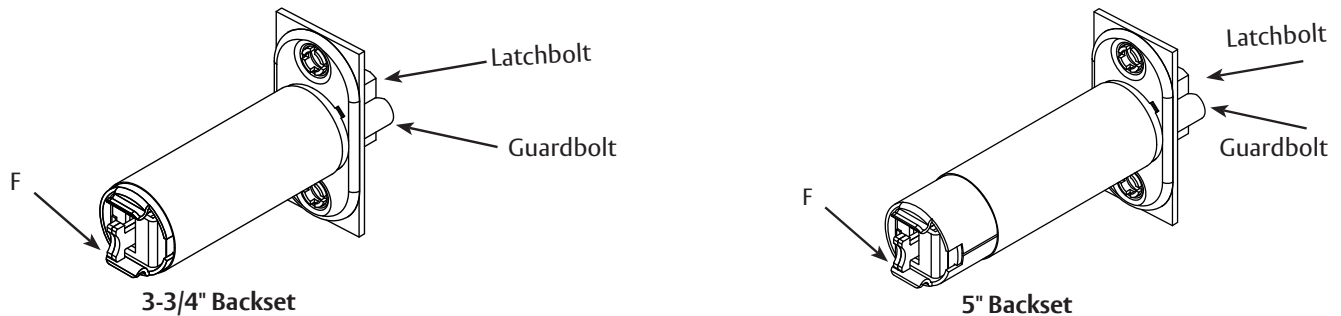 Latchbolt
Guardbolt
F
3-3/4" Backset
Latchbolt
Guardbolt
F
5" Backset